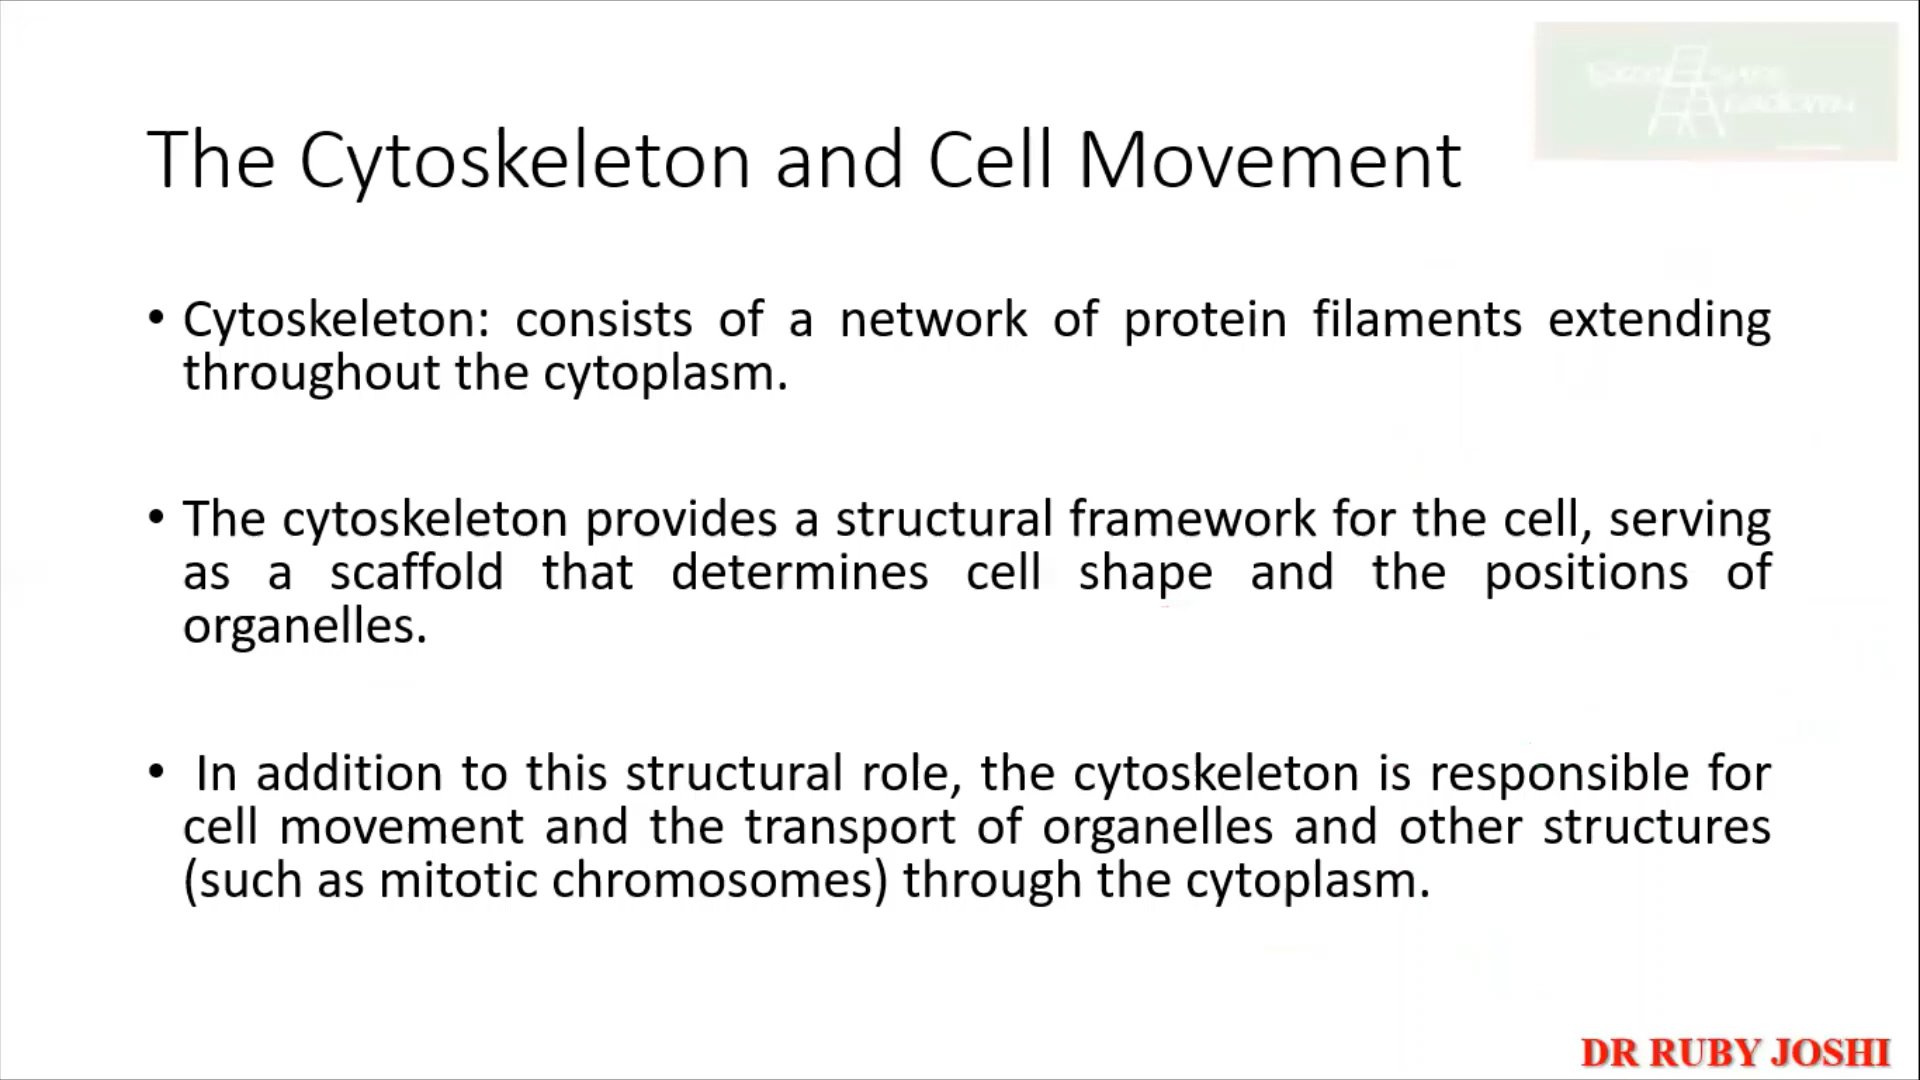 The Cytoskeleton and Cell Movement
• Cytoskeleton: consists of a network of protein filaments extending
throughout the cytoplasm.
• The cytoskeleton provides a structural framework for the cell, serving
as a scaffold that determines cell shape and the positions of
organelles.
• In addition to this structural role, the cytoskeleton is responsible for
cell movement and the transport of organelles and other structures
(such as mitotic chromosomes) through the cytoplasm.
DR RUBY JOSHI